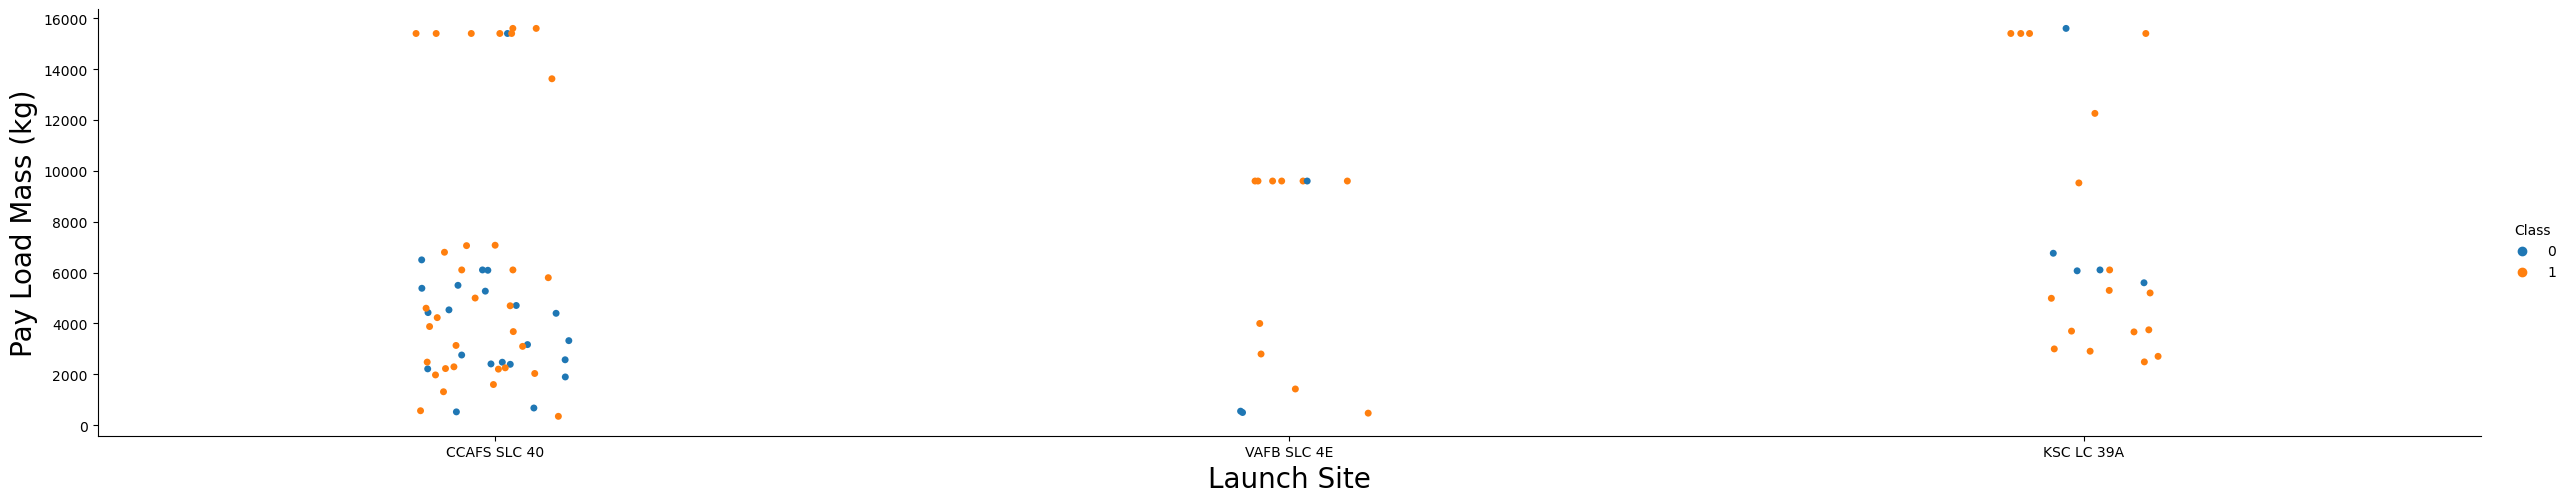 Pay Load Mass (kg)
16000
14000
12000
10000
8000
6000
4000
2000
0
CCAFS SLC 40
VAFB SLC 4E
KSC LC 39A
Launch Site
Class
0
1